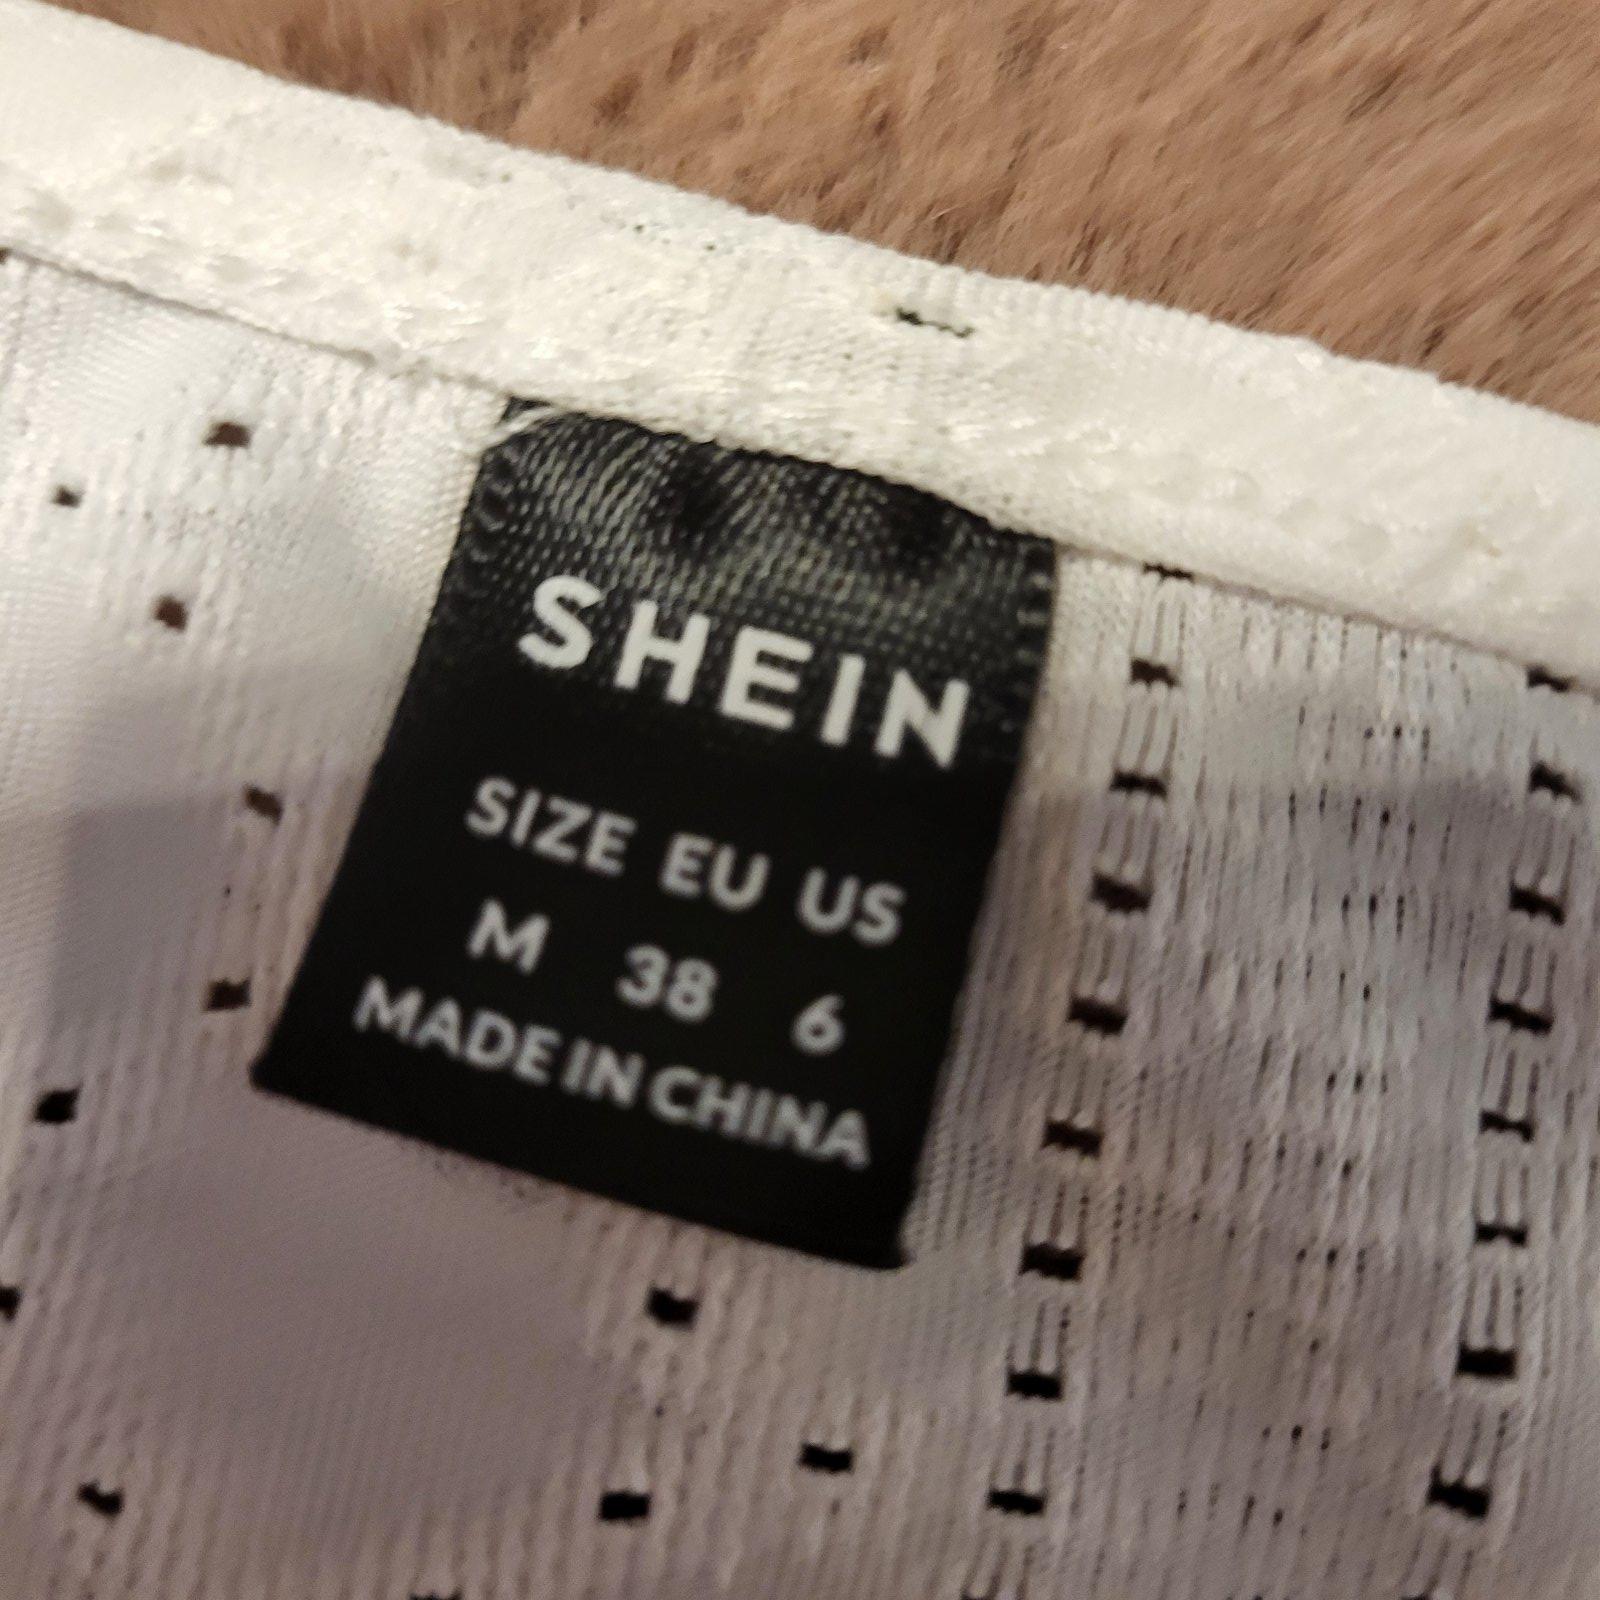 SHEIN
SIZE EU US
M 38 6
MADE IN CHINA